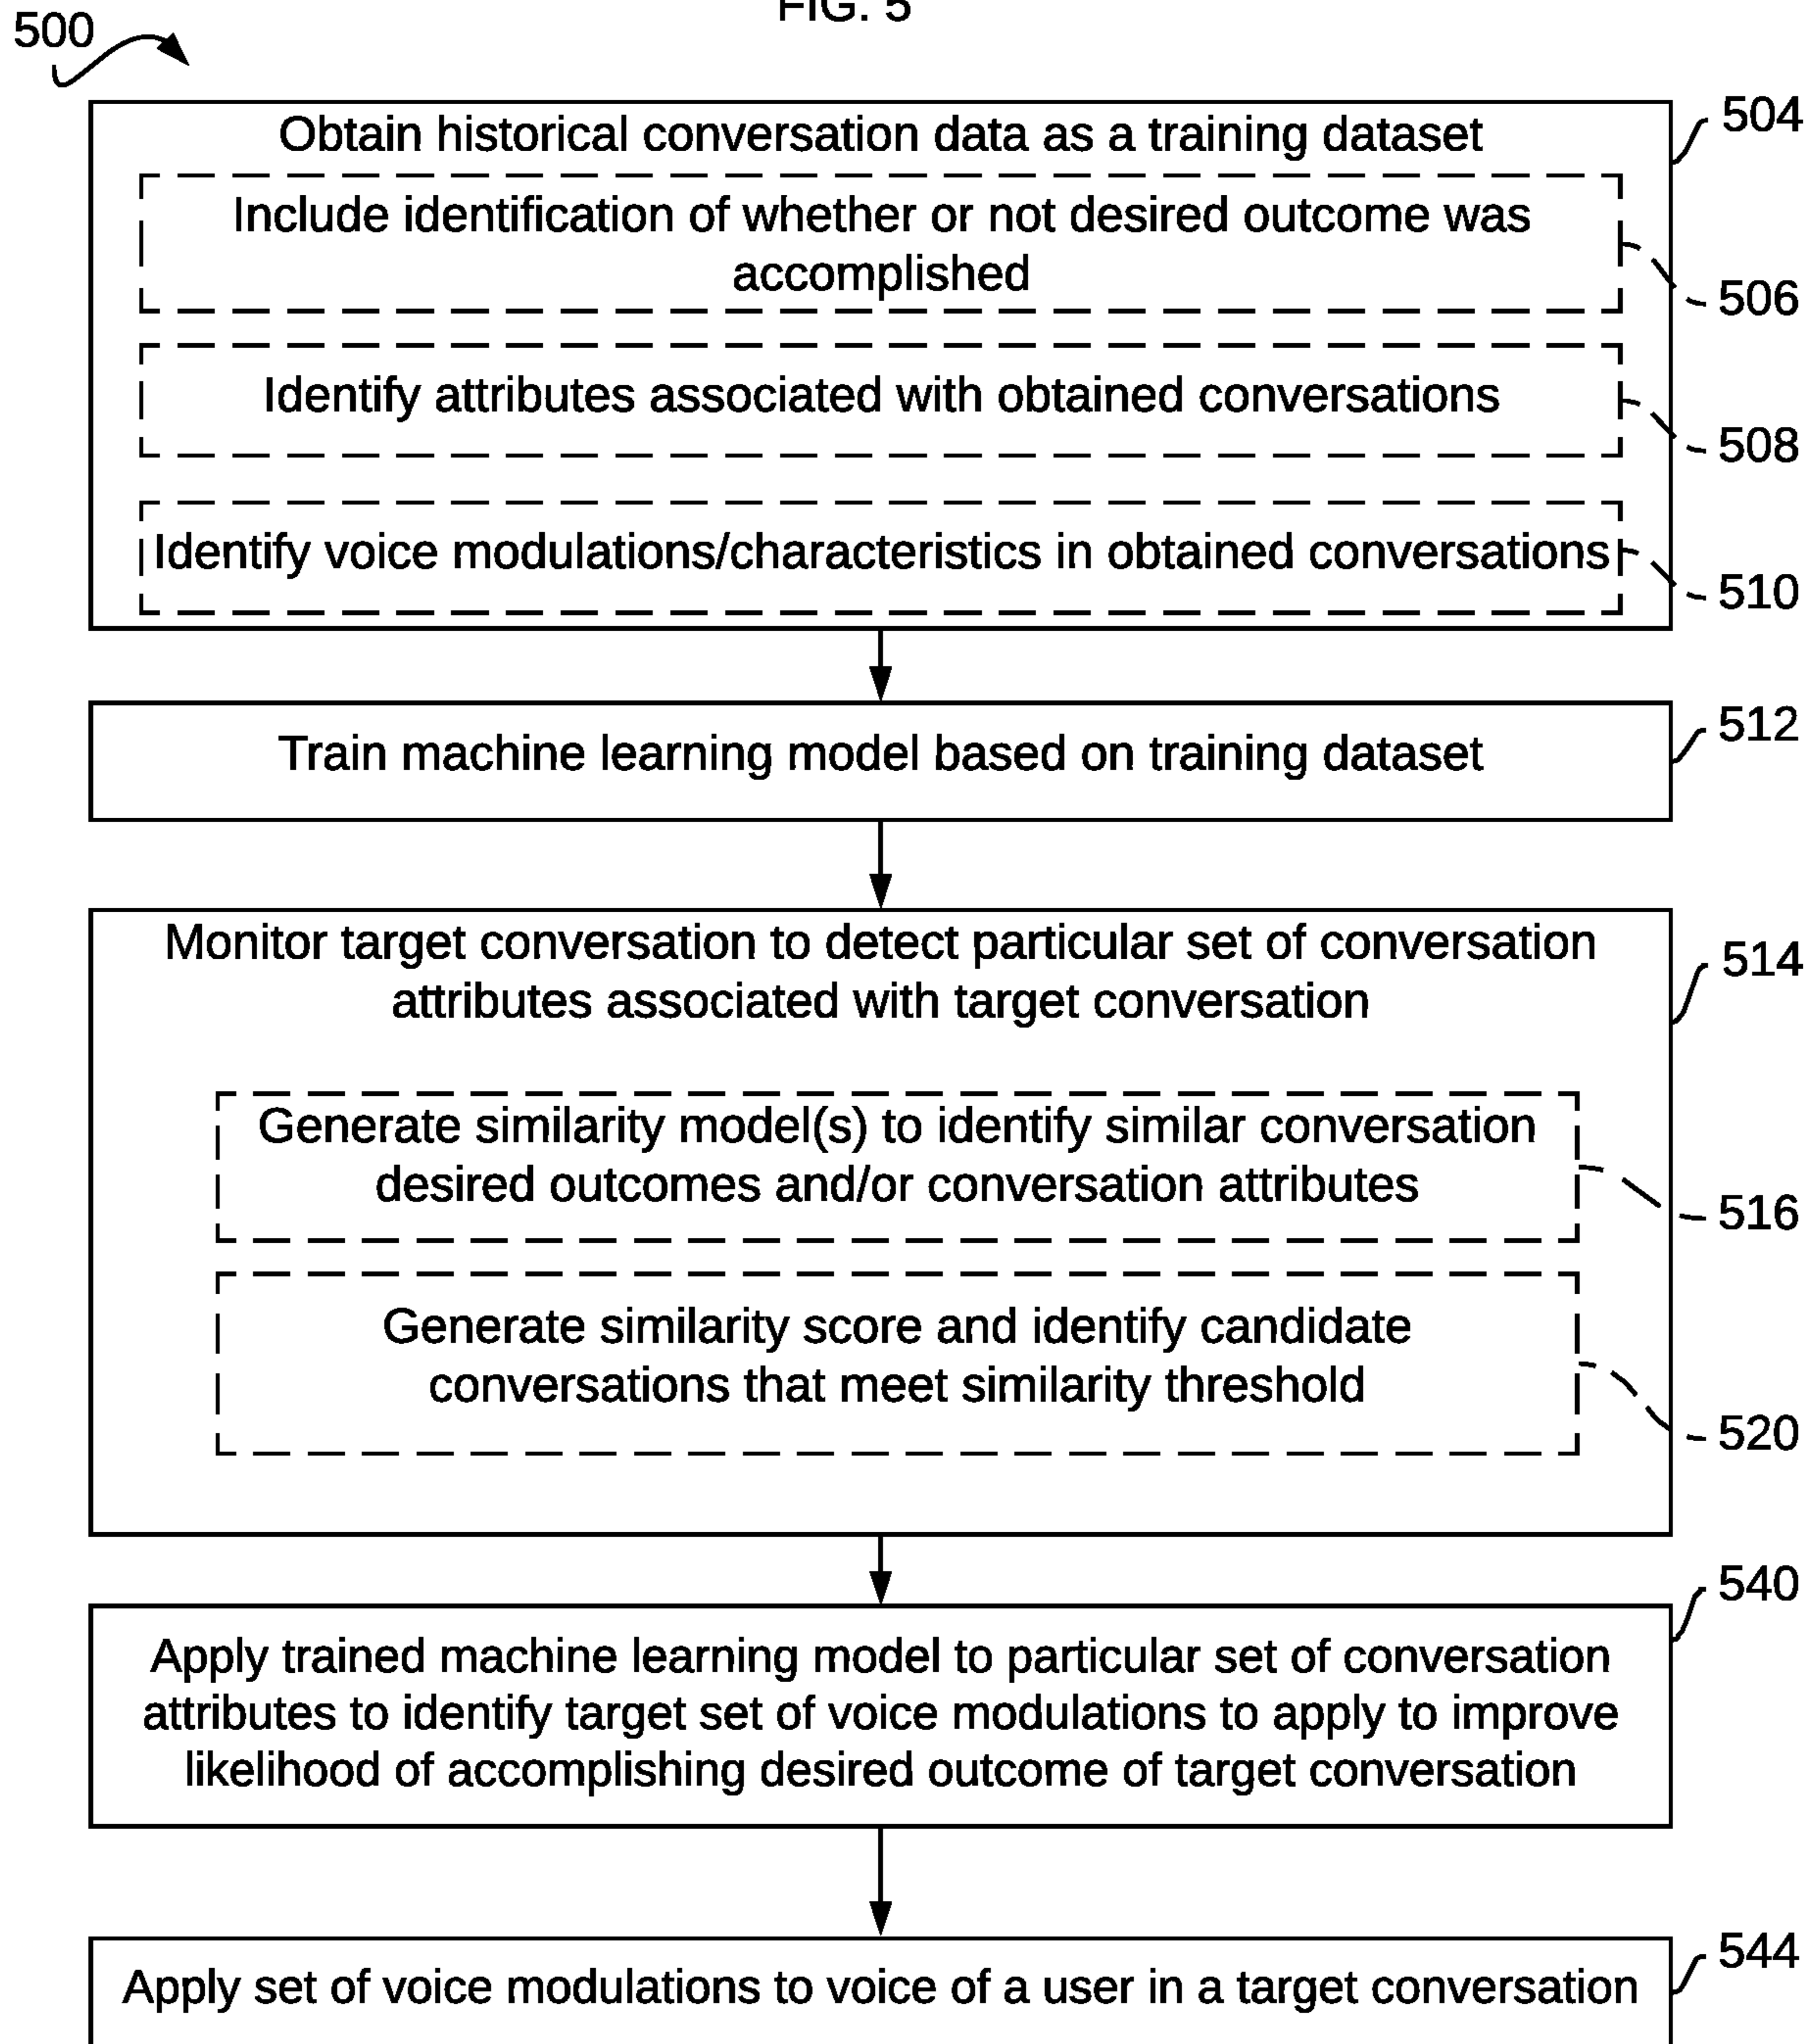 FIG. 5
500
504
Obtain historical conversation data as a training dataset
Include identification of whether or not desired outcome was
accomplished
506
Identify attributes associated with obtained conversations
508
Identify voice modulations/characteristics in obtained conversations
510
512
Train machine learning model based on training dataset
Monitor target conversation to detect particular set of conversation
514
attributes associated with target conversation
Generate similarity model(s) to identify similar conversation
desired outcomes and/or conversation attributes
516
Generate similarity score and identify candidate
conversations that meet similarity threshold
520
540
Apply trained machine learning model to particular set of conversation
attributes to identify target set of voice modulations to apply to improve
likelihood of accomplishing desired outcome of target conversation
544
Apply set of voice modulations to voice of a user in a target conversation